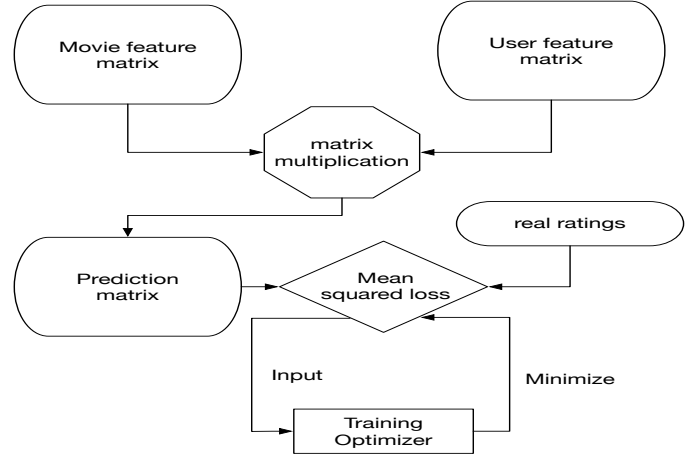 Movie feature
matrix
User feature
matrix
matrix
multiplication
real ratings
Prediction
matrix
Mean
squared loss
Input
Minimize
Training
Optimizer